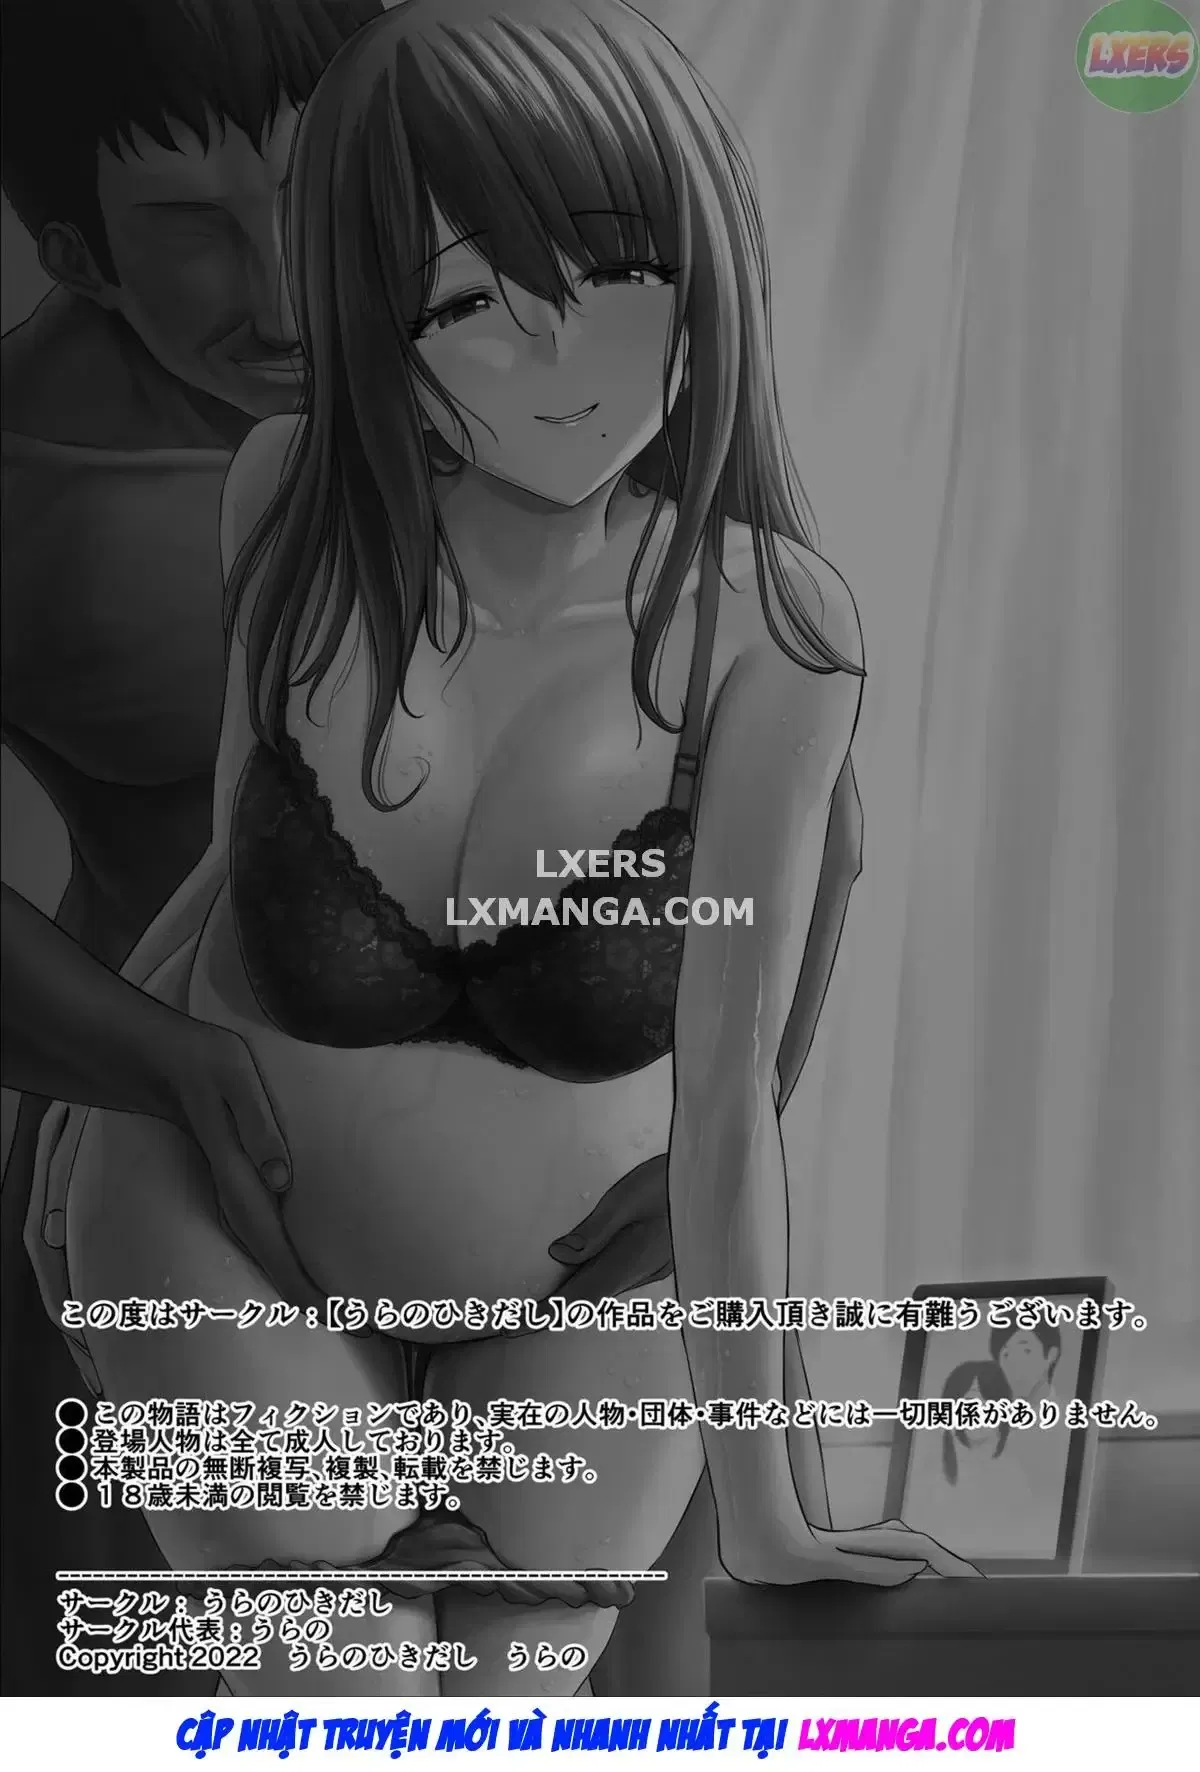 LXERS
LXERS
LXMANGA.COM
この度はサークル：【うらのひきだし】の作品をご購入頂き誠に有難うございます。
●この物語はフィクションであり、実在の人物・団体・事件などには一切関係がありません。
●登場人物は全て成人しております。
●本製品の無断複写、複製、転載を禁じます。
●１８歳未満の閲覧を禁じます。
------------------------------------------------------
サークル： うらのひきだし
サークル代表：うらの
Copyright 2022　うらのひきだし　うらの
CẬP NHẬT TRUYỆN MỚI VÀ NHANH NHẤT TẠI LXMANGA.COM